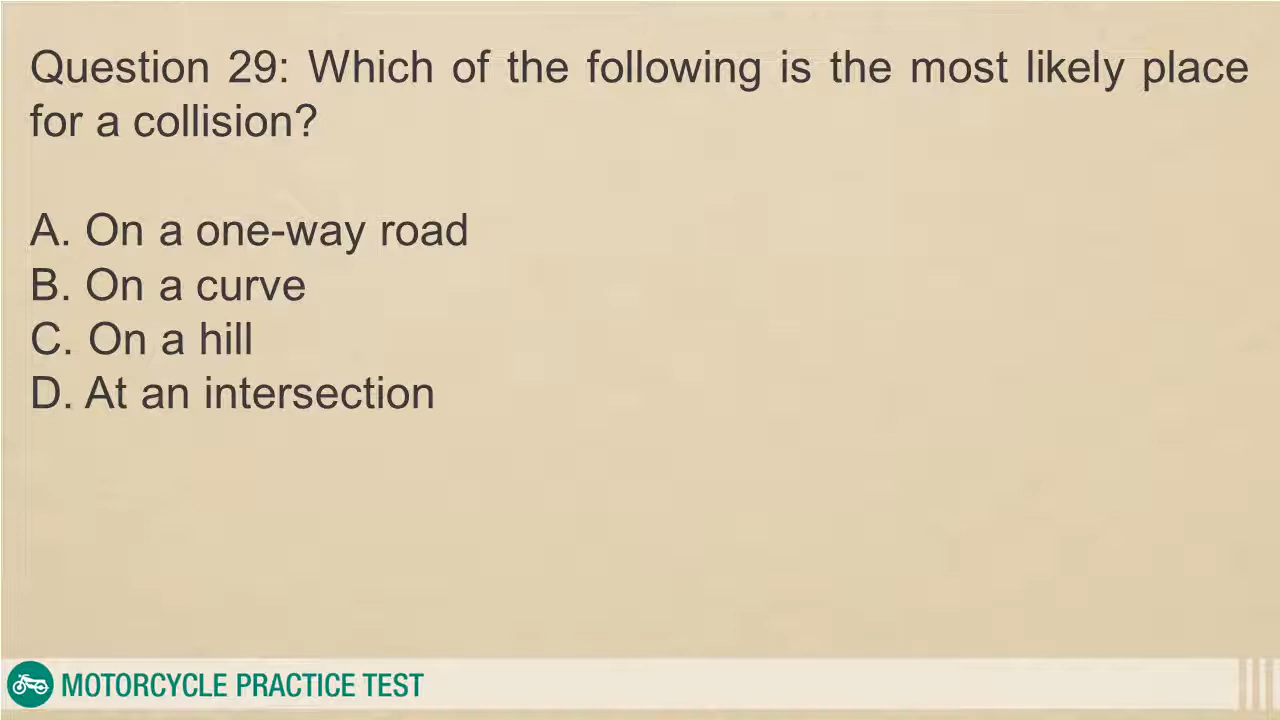 Question 29: Which of the following is the most likely place
for a collision?
A. On a one-way road
B. On a curve
C. On a hill
D. At an intersection
MOTORCYCLE PRACTICE TEST